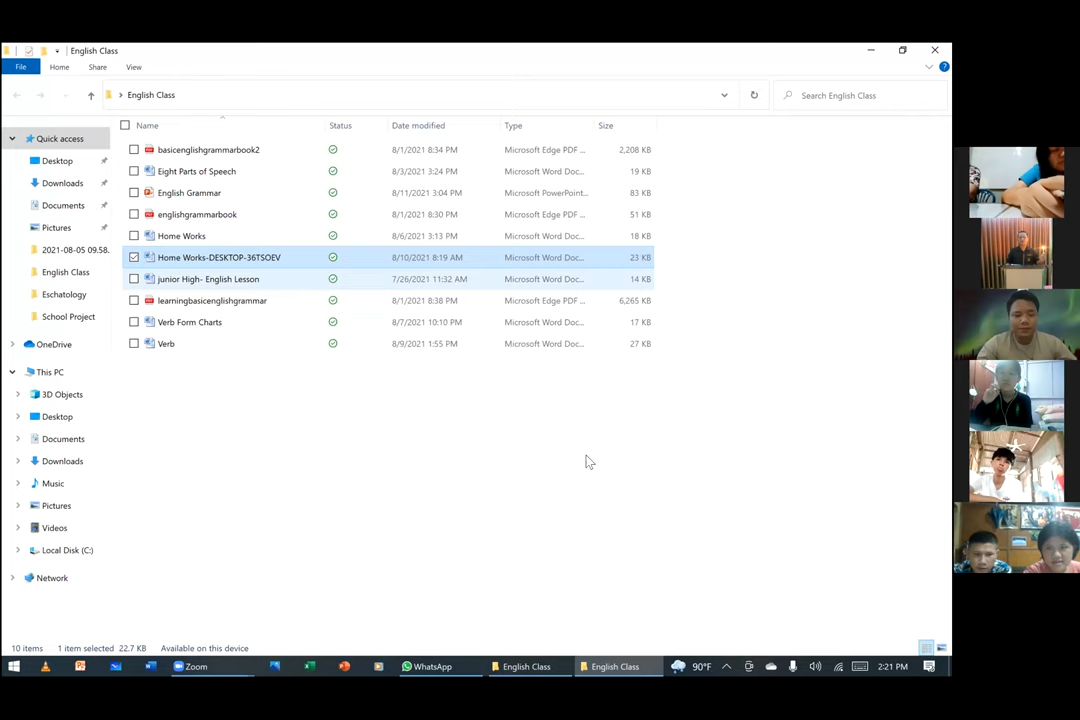 English Class
File Home Share View
English Class
Search English Class
Name Status Date modified Type Size
Quick access
Desktop
Downloads
Documents
Pictures
2021-08-05 09.58.
English Class
Eschatology
School Project
OneDrive
This PC
3D Objects
Desktop
Documents
Downloads
Music
Pictures
Videos
Local Disk (C:)
Network
basicenglishgrammarbook2 8/1/2021 8:34 PM Microsoft Edge PDF ... 2,208 KB
Eight Parts of Speech 8/3/2021 3:24 PM Microsoft Word Doc... 19 KB
English Grammar 8/11/2021 3:04 PM Microsoft PowerPoint... 83 KB
englishgrammarbook 8/1/2021 8:30 PM Microsoft Edge PDF ... 51 KB
Home Works 8/6/2021 3:13 PM Microsoft Word Doc... 18 KB
Home Works-DESKTOP-36TSOEV 8/10/2021 8:19 AM Microsoft Word Doc... 23 KB
junior High- English Lesson 7/26/2021 11:32 AM Microsoft Word Doc... 14 KB
learningbasicenglishgrammar 8/1/2021 8:38 PM Microsoft Edge PDF ... 6,265 KB
Verb Form Charts 8/7/2021 10:10 PM Microsoft Word Doc... 17 KB
Verb 8/9/2021 1:55 PM Microsoft Word Doc... 27 KB
10 items 1 item selected 22.7 KB Available on this device
Zoom WhatsApp English Class English Class 90°F 2:21 PM